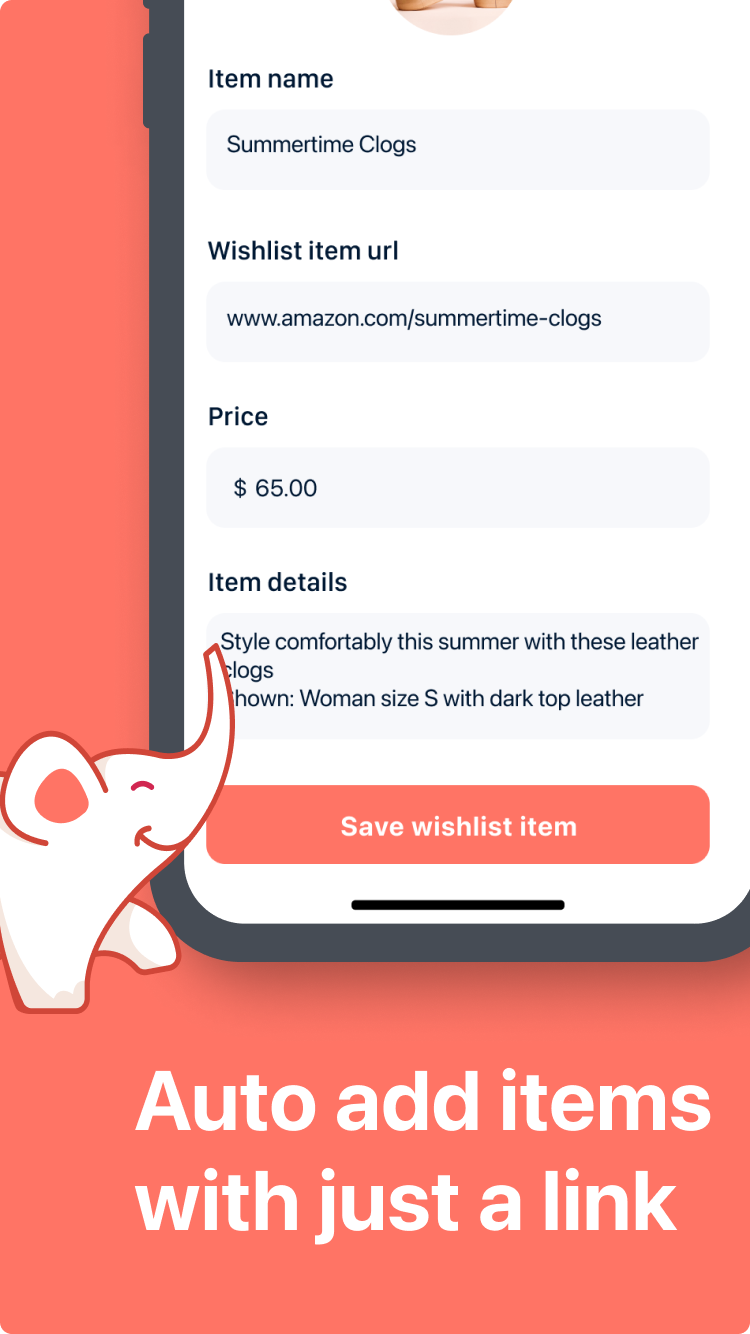 Item name
Summertime Clogs
Wishlist item url
www.amazon.com/summertime-clogs
Price
$ 65.00
Item details
Style comfortably this summer with these leather
clogs
Shown: Woman size S with dark top leather
Save wishlist item
Auto add items
with just a link